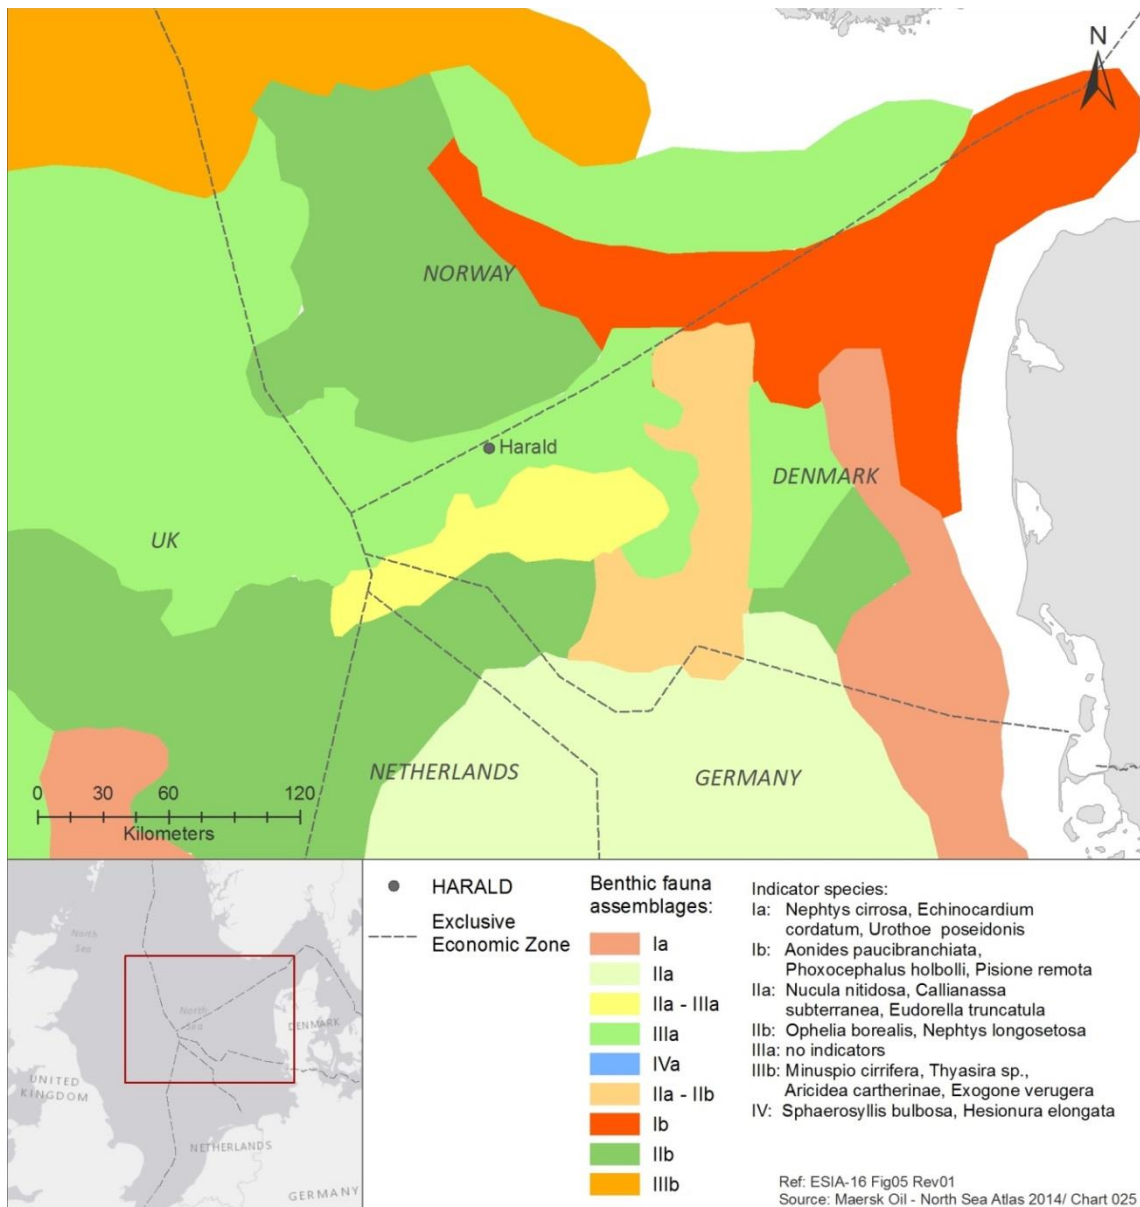 N
NORWAY
Harald
DENMARK
UK
NETHERLANDS
GERMANY
0 30 60 120
Kilometers
North
Sea
North
Sea
DENMARK
UNITED
KINGDOM
NETHERLANDS
GERMANY
HARALD
Exclusive
Economic Zone
Benthic fauna
assemblages:
Ia
IIa
IIa - IIIa
IIIa
IVa
IIa - IIb
Ib
IIb
IIIb
Indicator species:
Ia: Nephtys cirrosa, Echinocardium
cordatum, Urothoe poseidonis
Ib: Aonides paucibranchiata,
Phoxocephalus holbolli, Pisione remota
IIa: Nucula nitidosa, Callianassa
subterranea, Eudorella truncatula
IIb: Ophelia borealis, Nephtys longosetosa
IIIa: no indicators
IIIb: Minuspio cirrifera, Thyasira sp.,
Aricidea cartherinae, Exogone verugera
IV: Sphaerosyllis bulbosa, Hesionura elongata
Ref: ESIA-16 Fig05 Rev01
Source: Maersk Oil - North Sea Atlas 2014/ Chart 025